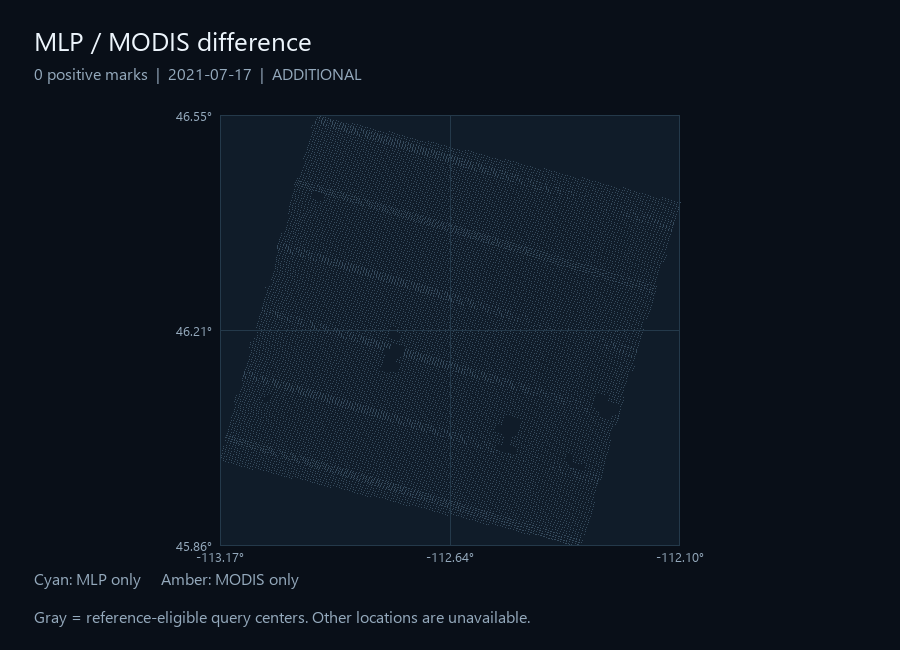 MLP / MODIS difference
0 positive marks | 2021-07-17 | ADDITIONAL
46.55°
46.21°
45.86°
-113.17° -112.64° -112.10°
Cyan: MLP only Amber: MODIS only
Gray = reference-eligible query centers. Other locations are unavailable.